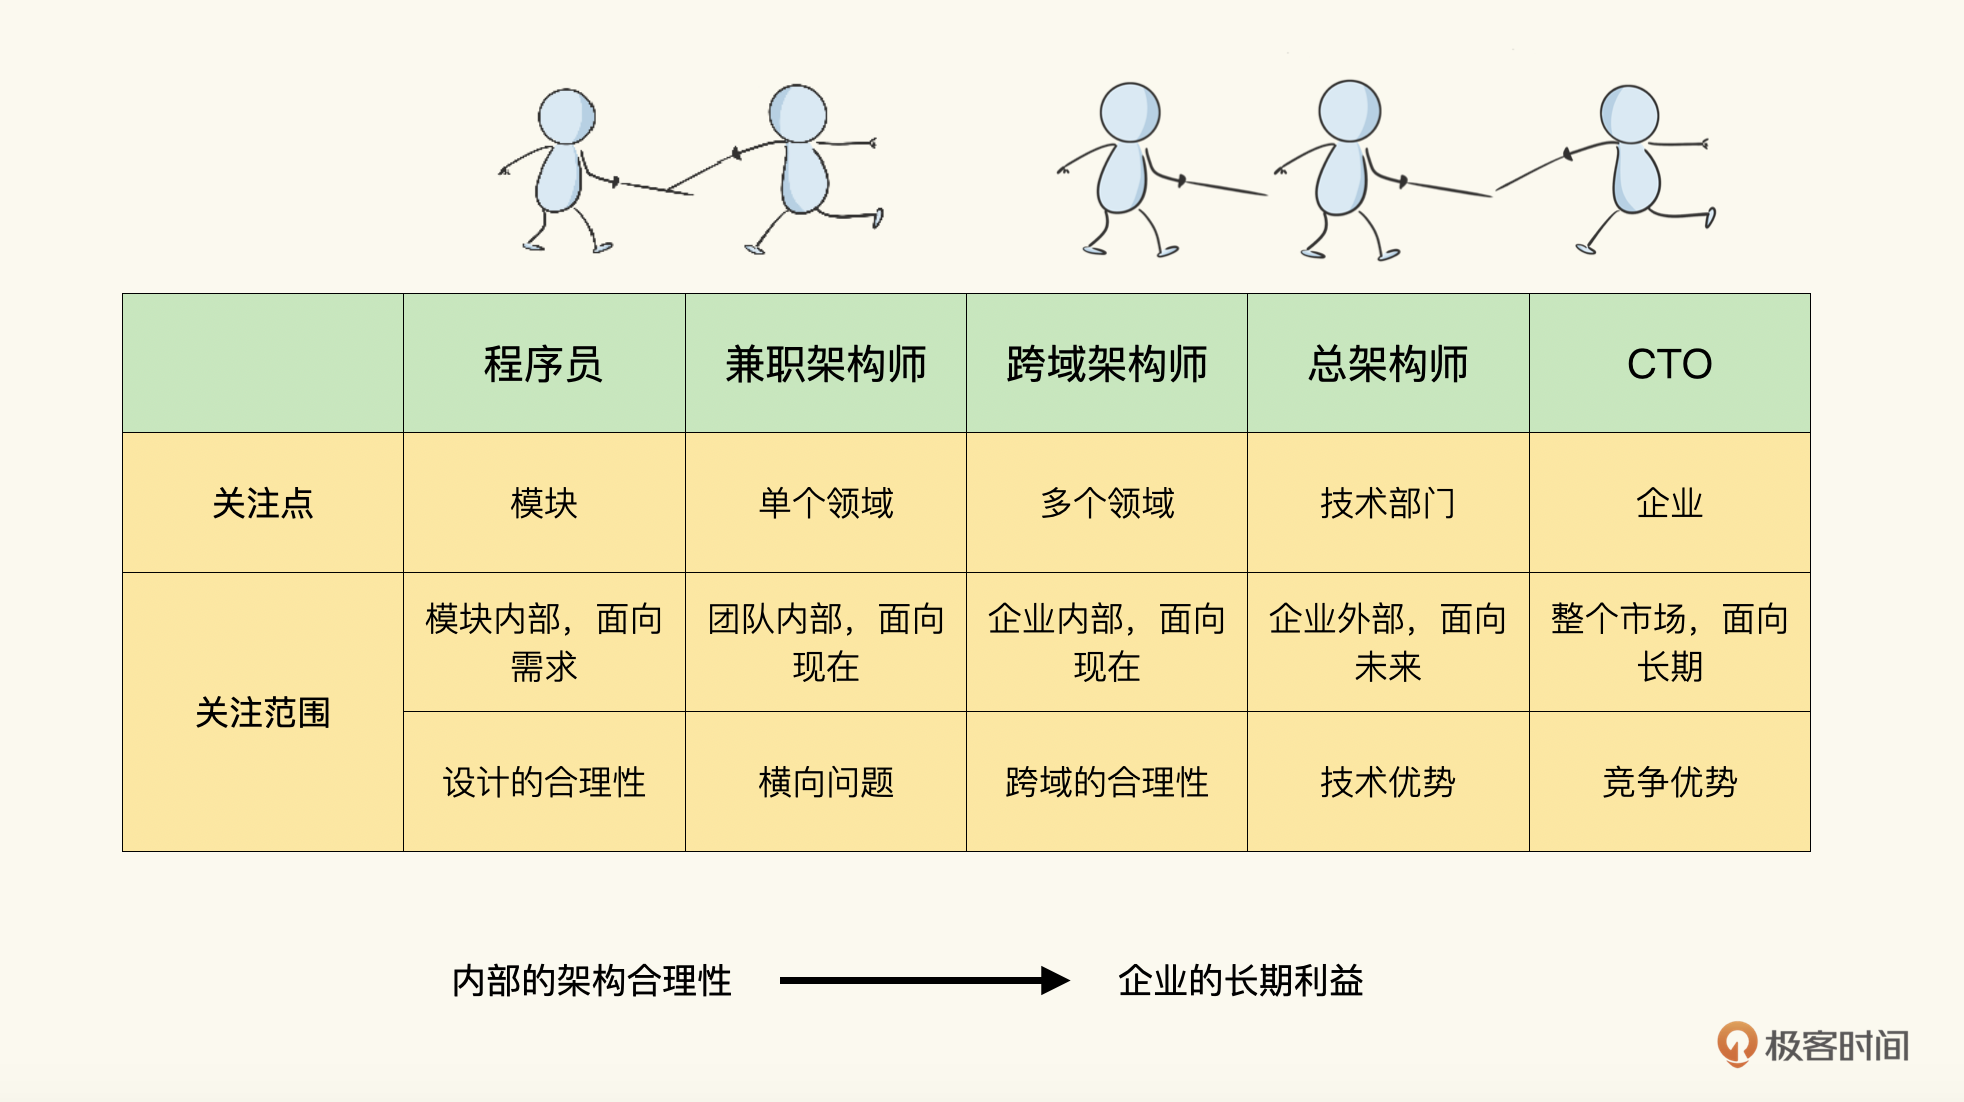 程序员 兼职架构师 跨域架构师 总架构师 CTO
关注点 模块 单个领域 多个领域 技术部门 企业
关注范围
模块内部，面向 团队内部，面向 企业内部，面向 企业外部，面向 整个市场，面向
需求 现在 现在 未来 长期
设计的合理性 横向问题 跨域的合理性 技术优势 竞争优势
内部的架构合理性 企业的长期利益
极客时间